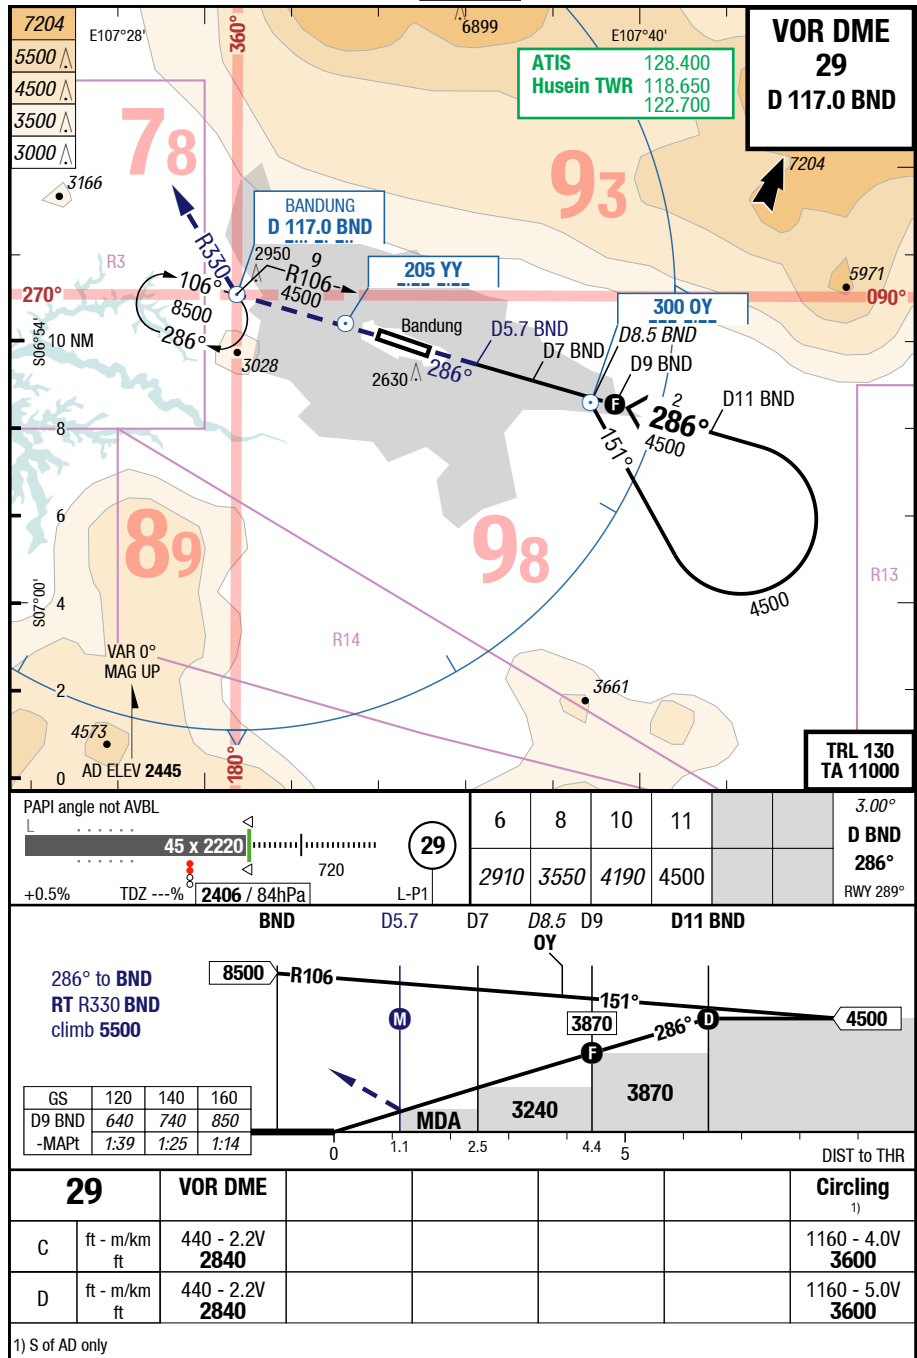 7204
5500
4500
3500
3000
E107°28'
360°
6899
E107°40'
ATIS 128.400
Husein TWR 118.650
122.700
VOR DME
29
D 117.0 BND
78
93
7204
3166
BANDUNG
D 117.0 BND
R330
R3
2950
9
R106
4500
205 YY
5971
106°
8500
286°
270°
090°
300 OY
S06°54'
10 NM
Bandung
D5.7 BND
D7 BND
D8.5 BND
D9 BND
3028
2630
286°
2
286°
4500
D11 BND
151°
8
6
89
98
R13
4
4500
S07°00'
R14
VAR 0°
MAG UP
2
3661
4573
AD ELEV 2445
180°
0
TRL 130
TA 11000
PAPI angle not AVBL
L
45 x 2220
720
29
+0.5%
TDZ ---%
2406 / 84hPa
L-P1
6 8 10 11
2910 3550 4190 4500
3.00°
D BND
286°
RWY 289°
BND D5.7 D7 D8.5 D9 D11 BND
OY
286° to BND
RT R330 BND
climb 5500
8500
R106
151°
4500
M
3870
286°
D
F
MDA
3240
3870
GS 120 140 160
D9 BND 640 740 850
-MAPt 1:39 1:25 1:14
0 1.1 2.5 4.4 5
DIST to THR
29 VOR DME Circling
1)
C ft - m/km 440 - 2.2V 1160 - 4.0V
ft 2840 3600
D ft - m/km 440 - 2.2V 1160 - 5.0V
ft 2840 3600
1) S of AD only